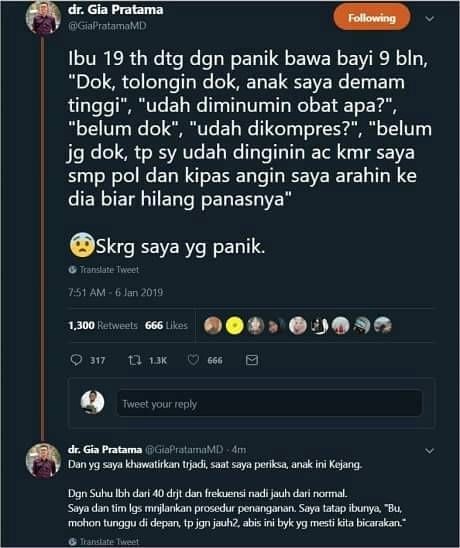 dr. Gia Pratama
@GiaPratamaMD
Following
Ibu 19 th dtg dgn panik bawa bayi 9 bln,
"Dok, tolongin dok, anak saya demam
tinggi", "udah diminumin obat apa?",
"belum dok", "udah dikompres?", "belum
jg dok, tp sy udah dinginin ac kmr saya
smp pol dan kipas angin saya arahin ke
dia biar hilang panasnya"
😨Skrg saya yg panik.
Translate Tweet
7:51 AM - 6 Jan 2019
1,300 Retweets 666 Likes
317 1.3K 666
Tweet your reply
dr. Gia Pratama @GiaPratamaMD · 4m
Dan yg saya khawatirkan trjadi, saat saya periksa, anak ini Kejang.
Dgn Suhu lbh dari 40 drjt dan frekuensi nadi jauh dari normal.
Saya dan tim lgs mnjlankan prosedur penanganan. Saya tatap ibunya, "Bu,
mohon tunggu di depan, tp jgn jauh2, abis ini byk yg mesti kita bicarakan."
Translate Tweet